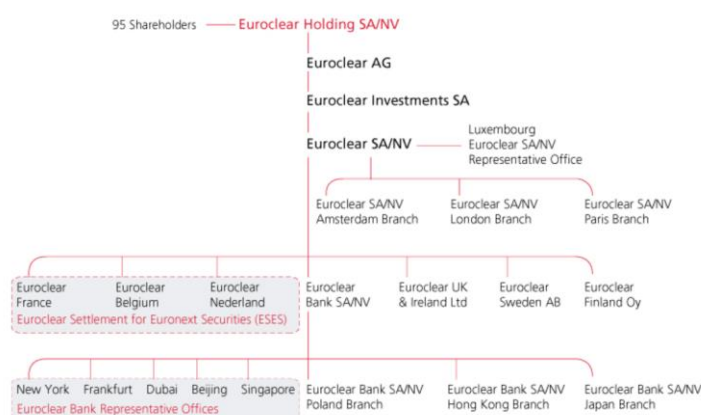 95 Shareholders
Euroclear Holding SA/NV
Euroclear AG
Euroclear Investments SA
Euroclear SA/NV
Luxembourg
Euroclear SA/NV
Representative Office
Euroclear SA/NV
Amsterdam Branch
Euroclear SA/NV
London Branch
Euroclear SA/NV
Paris Branch
Euroclear
France
Euroclear
Belgium
Euroclear
Nederland
Euroclear Settlement for Euronext Securities (ESES)
Euroclear
Bank SA/NV
Euroclear UK
& Ireland Ltd
Euroclear
Sweden AB
Euroclear
Finland Oy
New York
Frankfurt
Dubai
Beijing
Singapore
Euroclear Bank Representative Offices
Euroclear Bank SA/NV
Poland Branch
Euroclear Bank SA/NV
Hong Kong Branch
Euroclear Bank SA/NV
Japan Branch